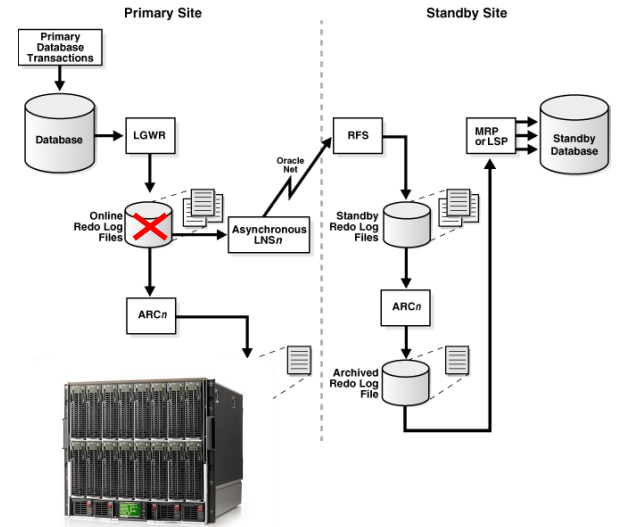 Primary Site
Standby Site
Primary
Database
Transactions
Database
LGWR
RFS
MRP
or LSP
Standby
Database
Oracle
Net
Online
Redo Log
Files
Asynchronous
LNSn
Standby
Redo Log
Files
ARCn
ARCn
Archived
Redo Log
File